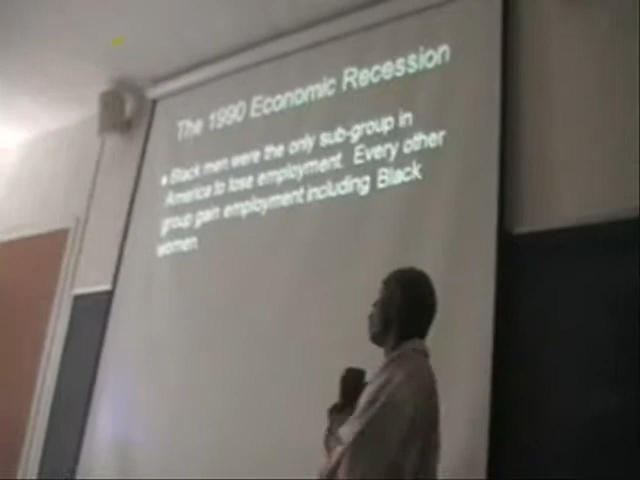 The 1990 Economic Recession
• Black men were the only sub-group in
America to lose employment. Every other
group gain employment including Black
women